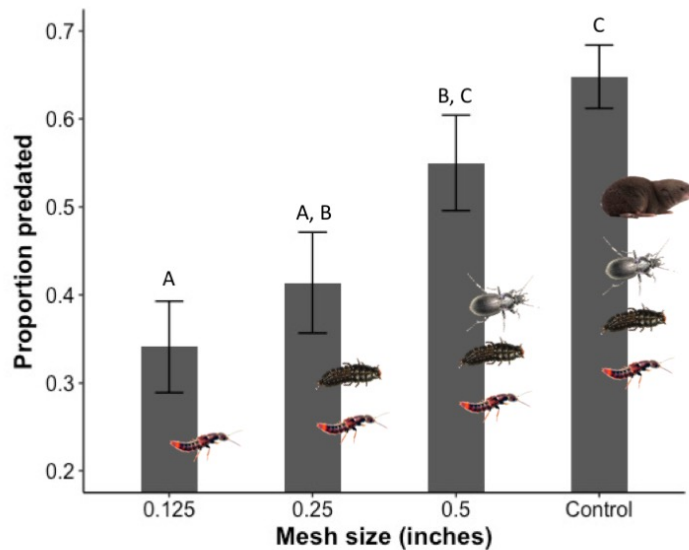 C
0.7
B, C
0.6
A, B
0.5
A
0.4
0.3
0.2
Proportion predated
0.125 0.25 0.5 Control
Mesh size (inches)